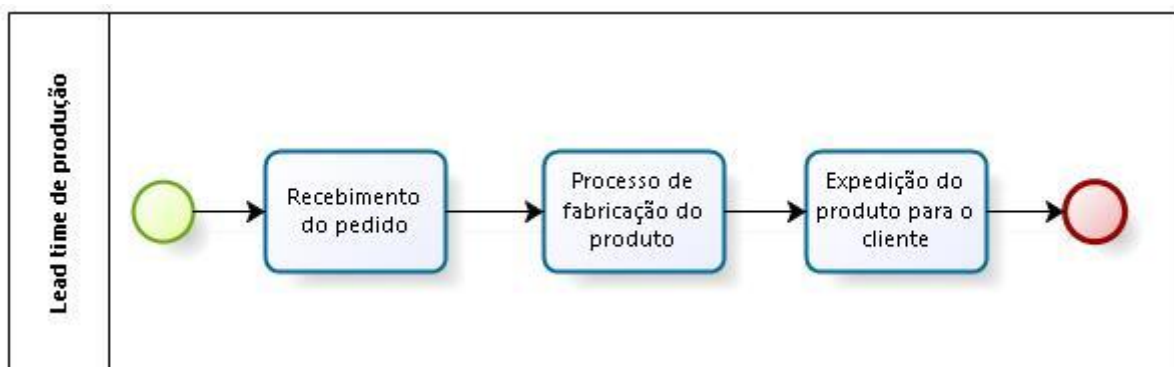 Lead time de produção
Recebimento
do pedido
Processo de
fabricação do
produto
Expedição do
produto para o
cliente